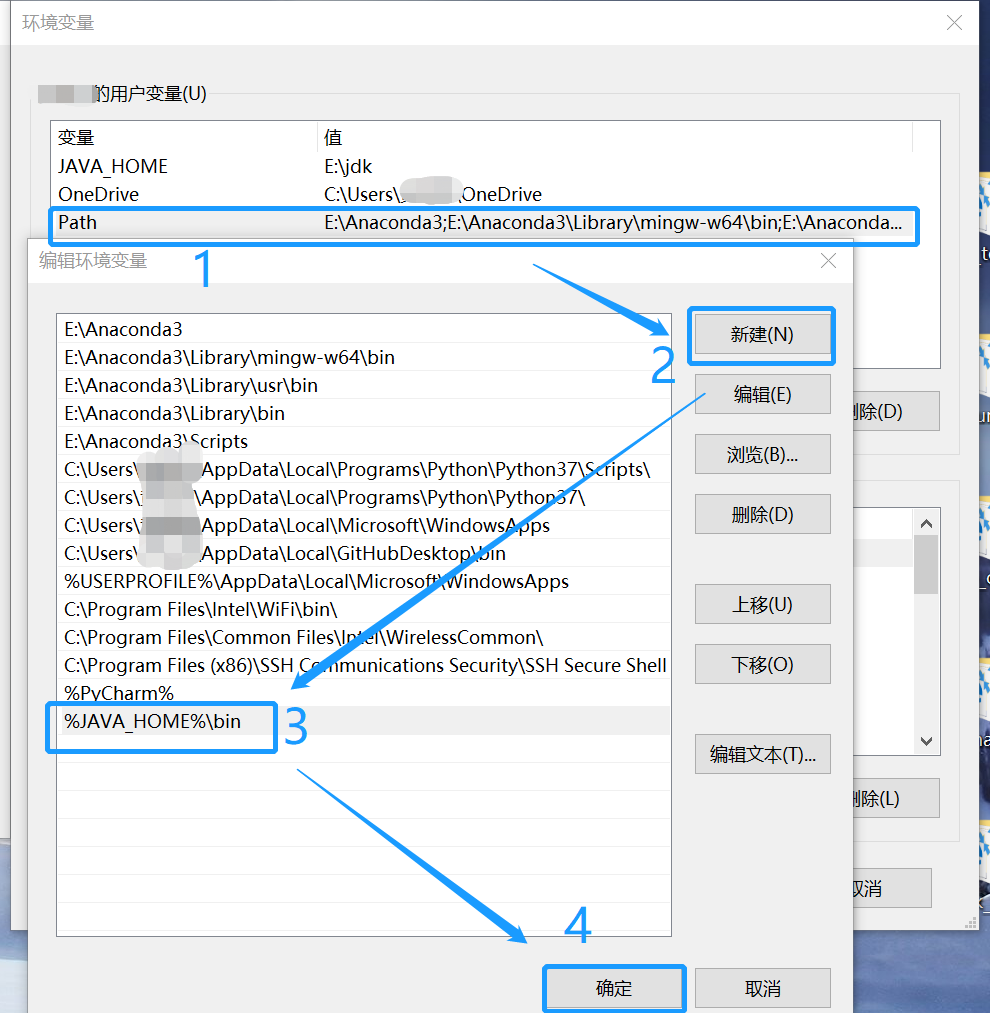 环境变量
的用户变量(U)
变量 值
JAVA_HOME E:\jdk
OneDrive C:\Users\ \OneDrive
Path E:\Anaconda3;E:\Anaconda3\Library\mingw-w64\bin;E:\Anaconda...
编辑环境变量
1
E:\Anaconda3
新建(N)
2
E:\Anaconda3\Library\mingw-w64\bin
E:\Anaconda3\Library\usr\bin
编辑(E)
E:\Anaconda3\Library\bin
删除(D)
E:\Anaconda3\Scripts
浏览(B)...
C:\Users\ AppData\Local\Programs\Python\Python37\Scripts\
C:\Users\ \AppData\Local\Programs\Python\Python37\
删除(D)
C:\Users\ AppData\Local\Microsoft\WindowsApps
C:\Users\ AppData\Local\GitHubDesktop\bin
%USERPROFILE%\AppData\Local\Microsoft\WindowsApps
C:\Program Files\Intel\WiFi\bin\
上移(U)
C:\Program Files\Common Files\Intel\WirelessCommon\
C:\Program Files (x86)\SSH Communications Security\SSH Secure Shell
下移(O)
%PyCharm%
%JAVA_HOME%\bin
3
编辑文本(T)...
删除(L)
取消
4
确定
取消